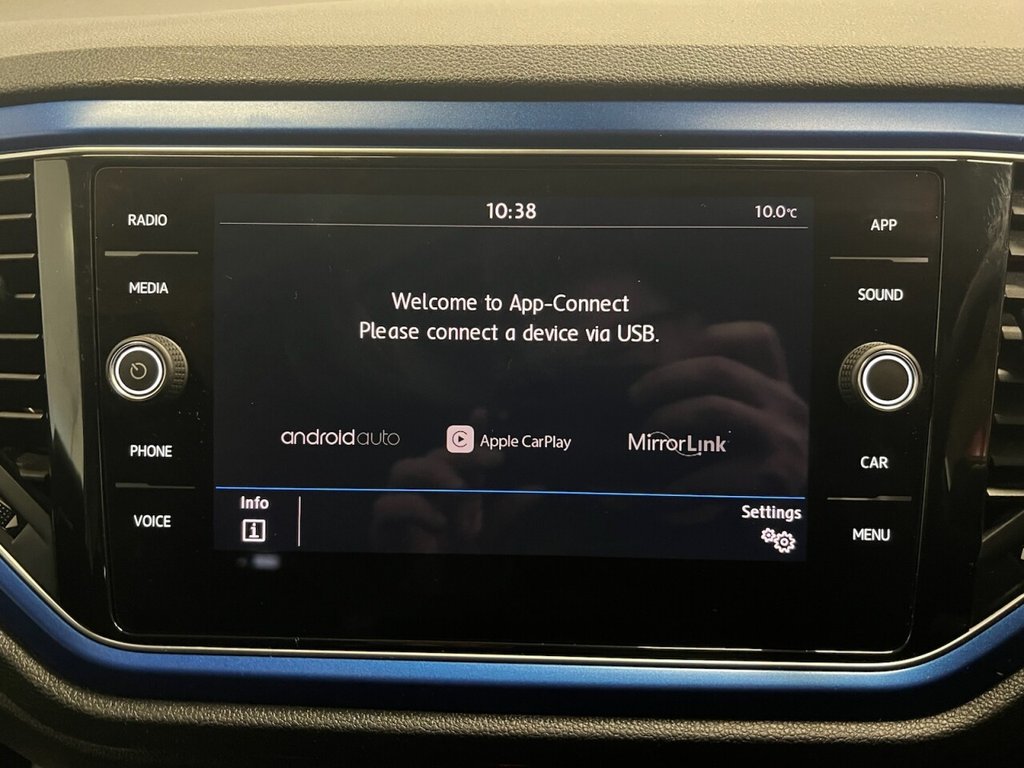 10:38
10.0°C
RADIO
MEDIA
PHONE
VOICE
Welcome to App-Connect
Please connect a device via USB.
androidauto
Apple CarPlay
MirrorLink
Info
i
Settings
APP
SOUND
CAR
MENU